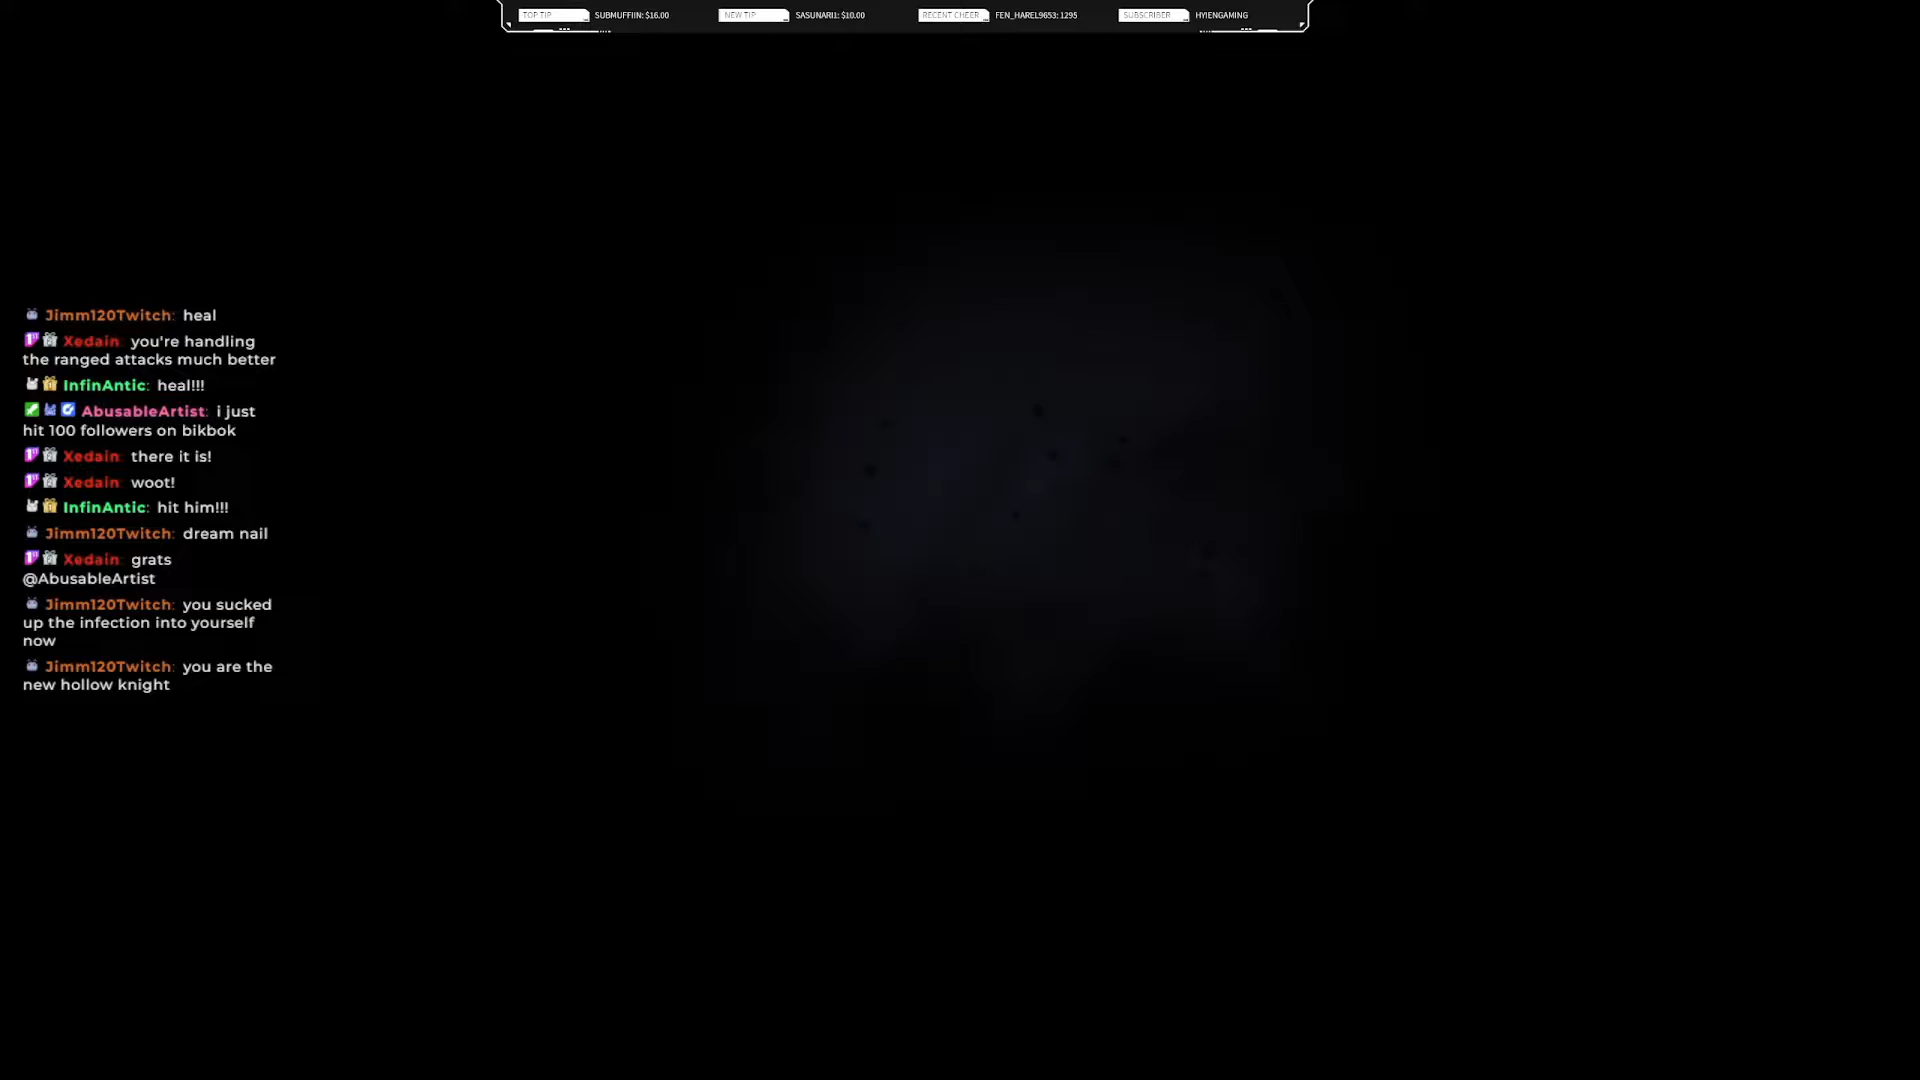 TOP TIP SUBMUFFIIN: $16.00 NEW TIP SASUNARI1: $10.00 RECENT CHEER FEN_HAREL9653: 1295 SUBSCRIBER HYIENGAMING
Jimm120Twitch: heal
Xedain: you're handling
the ranged attacks much better
InfinAntic: heal!!!
AbusableArtist: i just
hit 100 followers on bikbok
Xedain: there it is!
Xedain: woot!
InfinAntic: hit him!!!
Jimm120Twitch: dream nail
Xedain: grats
@AbusableArtist
Jimm120Twitch: you sucked
up the infection into yourself
now
Jimm120Twitch: you are the
new hollow knight